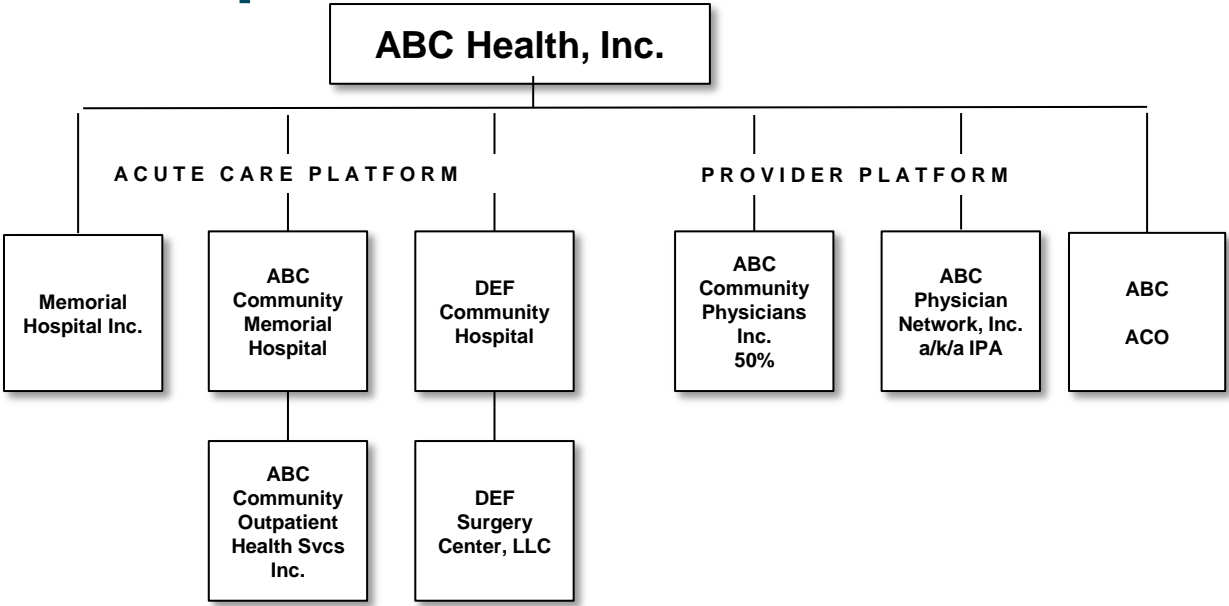 ABC Health, Inc.
ACUTE CARE PLATFORM
PROVIDER PLATFORM
Memorial
Hospital Inc.
ABC
Community
Memorial
Hospital
DEF
Community
Hospital
ABC
Community
Physicians
Inc.
50%
ABC
Physician
Network, Inc.
a/k/a IPA
ABC
ACO
ABC
Community
Outpatient
Health Svcs
Inc.
DEF
Surgery
Center, LLC